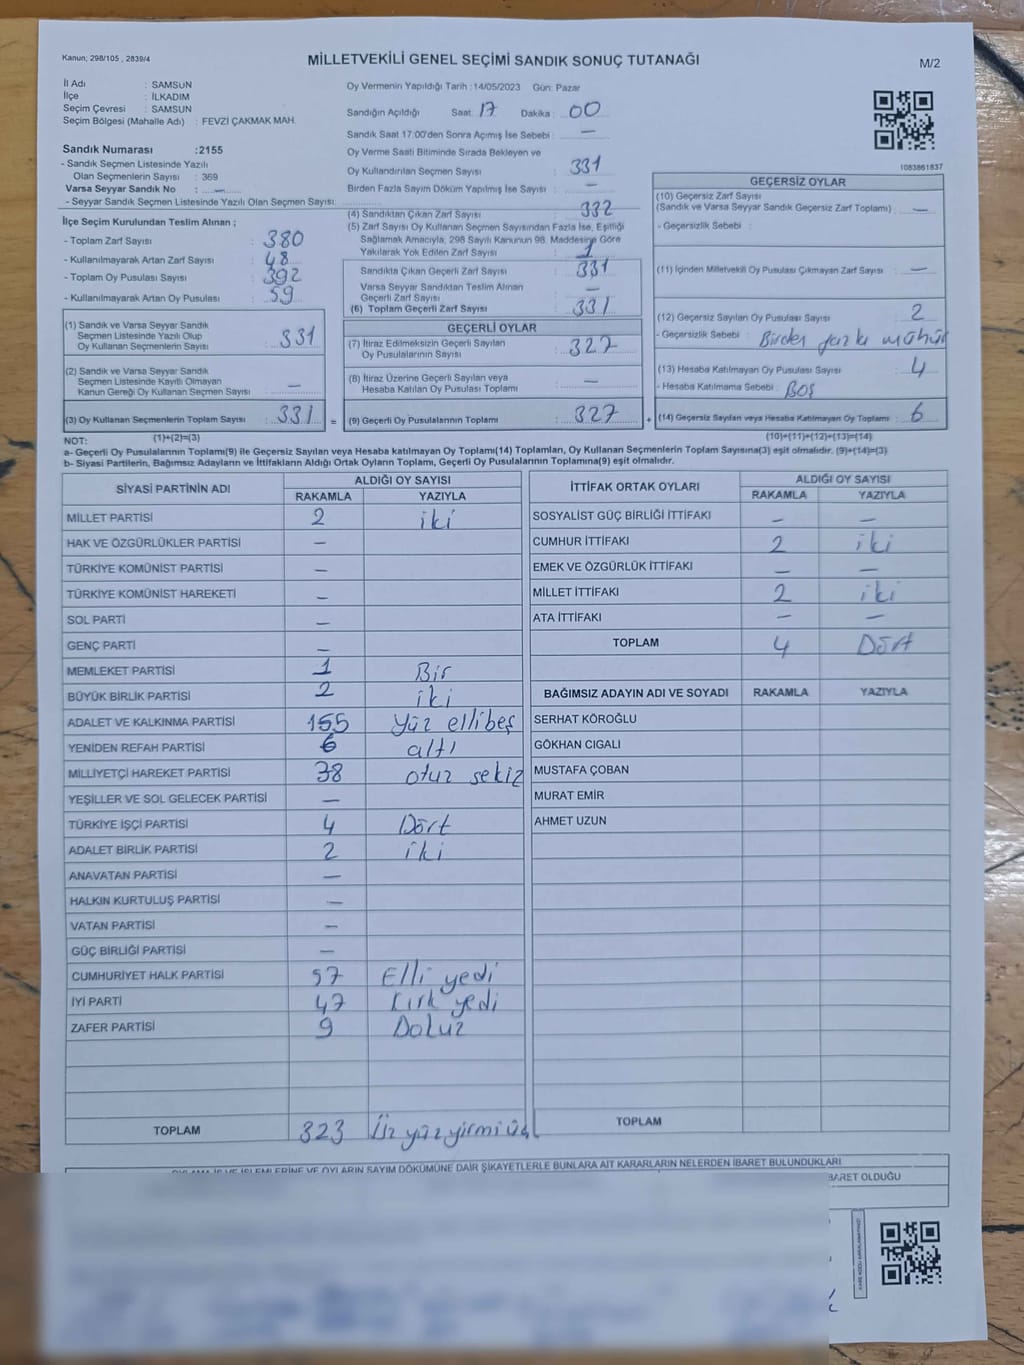 Kanun; 298/105 , 2839/4
MİLLETVEKİLİ GENEL SEÇİMİ SANDIK SONUÇ TUTANAĞI
M/2
İl Adı : SAMSUN
İlçe : İLKADIM
Seçim Çevresi : SAMSUN
Seçim Bölgesi (Mahalle Adı) : FEVZİ ÇAKMAK MAH.
Sandık Numarası :2155
- Sandık Seçmen Listesinde Yazılı
Olan Seçmenlerin Sayısı : 369
Varsa Seyyar Sandık No : —
- Seyyar Sandık Seçmen Listesinde Yazılı Olan Seçmen Sayısı
İlçe Seçim Kurulundan Teslim Alınan ;
- Toplam Zarf Sayısı : 380
- Kullanılmayarak Artan Zarf Sayısı : 48
- Toplam Oy Pusulası Sayısı : 392
- Kullanılmayarak Artan Oy Pusulası : 59
(1) Sandık ve Varsa Seyyar Sandık
Seçmen Listesinde Yazılı Olup
Oy Kullanan Seçmenlerin Sayısı : 331
(2) Sandık ve Varsa Seyyar Sandık
Seçmen Listesinde Kayıtlı Olmayan
Kanun Gereği Oy Kullanan Seçmen Sayısı : —
(3) Oy Kullanan Seçmenlerin Toplam Sayısı : 331 =
(1)+(2)=(3)
Oy Vermenin Yapıldığı Tarih :14/05/2023 Gün: Pazar
Sandığın Açıldığı Saat: 17 Dakika : 00
Sandık Saat 17:00'den Sonra Açılmış İse Sebebi : —
Oy Verme Saati Bitiminde Sırada Bekleyen ve
Oy Kullandırılan Seçmen Sayısı : 331
Birden Fazla Sayım Döküm Yapılmış İse Sayısı : —
(4) Sandıktan Çıkan Zarf Sayısı : 332
(5) Zarf Sayısı Oy Kullanan Seçmen Sayısından Fazla İse, Eşitliği
Sağlamak Amacıyla, 298 Sayılı Kanunun 98. Maddesine Göre
Yakılarak Yok Edilen Zarf Sayısı : 1
Sandıkta Çıkan Geçerli Zarf Sayısı : 331
Varsa Seyyar Sandıktan Teslim Alınan
Geçerli Zarf Sayısı : —
(6) Toplam Geçerli Zarf Sayısı : 331
GEÇERLİ OYLAR
(7) İtiraz Edilmeksizin Geçerli Sayılan
Oy Pusulalarının Sayısı : 327
(8) İtiraz Üzerine Geçerli Sayılan veya
Hesaba Katılan Oy Pusulası Toplamı : —
(9) Geçerli Oy Pusulalarının Toplamı : 327 +
1083861837
GEÇERSİZ OYLAR
(10) Geçersiz Zarf Sayısı
(Sandık ve Varsa Seyyar Sandık Geçersiz Zarf Toplamı) : —
- Geçersizlik Sebebi :
(11) İçinden Milletvekili Oy Pusulası Çıkmayan Zarf Sayısı : —
(12) Geçersiz Sayılan Oy Pusulası Sayısı : 2
- Geçersizlik Sebebi : Birden fazla mühür
(13) Hesaba Katılmayan Oy Pusulası Sayısı : 4
- Hesaba Katılmama Sebebi : Boş
(14) Geçersiz Sayılan veya Hesaba Katılmayan Oy Toplamı : 6
(10)+(11)+(12)+(13)=(14)
NOT:
a- Geçerli Oy Pusulalarının Toplamı(9) ile Geçersiz Sayılan veya Hesaba katılmayan Oy Toplamı(14) Toplamları, Oy Kullanan Seçmenlerin Toplam Sayısına(3) eşit olmalıdır. (9)+(14)=(3)
b- Siyasi Partilerin, Bağımsız Adayların ve İttifakların Aldığı Ortak Oyların Toplamı, Geçerli Oy Pusulalarının Toplamına(9) eşit olmalıdır.
SİYASİ PARTİNİN ADI ALDIĞI OY SAYISI
RAKAMLA YAZIYLA
MİLLET PARTİSİ 2 iki
HAK VE ÖZGÜRLÜKLER PARTİSİ —
TÜRKİYE KOMÜNİST PARTİSİ —
TÜRKİYE KOMÜNİST HAREKETİ —
SOL PARTİ —
GENÇ PARTİ —
MEMLEKET PARTİSİ 1 Bir
BÜYÜK BİRLİK PARTİSİ 2 iki
ADALET VE KALKINMA PARTİSİ 155 Yüz ellibeş
YENİDEN REFAH PARTİSİ 6 altı
MİLLİYETÇİ HAREKET PARTİSİ 38 otuz sekiz
YEŞİLLER VE SOL GELECEK PARTİSİ —
TÜRKİYE İŞÇİ PARTİSİ 4 Dört
ADALET BİRLİK PARTİSİ 2 iki
ANAVATAN PARTİSİ —
HALKIN KURTULUŞ PARTİSİ —
VATAN PARTİSİ —
GÜÇ BİRLİĞİ PARTİSİ —
CUMHURİYET HALK PARTİSİ 57 Elli yedi
İYİ PARTİ 47 Kırk yedi
ZAFER PARTİSİ 9 Dokuz
TOPLAM 323 Üç yüz yirmi üç
İTTİFAK ORTAK OYLARI ALDIĞI OY SAYISI
RAKAMLA YAZIYLA
SOSYALİST GÜÇ BİRLİĞİ İTTİFAKI — —
CUMHUR İTTİFAKI 2 iki
EMEK VE ÖZGÜRLÜK İTTİFAKI — —
MİLLET İTTİFAKI 2 iki
ATA İTTİFAKI — —
TOPLAM 4 Dört
BAĞIMSIZ ADAYIN ADI VE SOYADI RAKAMLA YAZIYLA
SERHAT KÖROĞLU
GÖKHAN CIGALI
MUSTAFA ÇOBAN
MURAT EMİR
AHMET UZUN
TOPLAM
OYLAMA İŞ VE İŞLEMLERİNE VE OYLARIN SAYIM DÖKÜMÜNE DAİR ŞİKAYETLERLE BUNLARA AİT KARARLARIN NELERDEN İBARET BULUNDUKLARI
BARET OLDUĞU